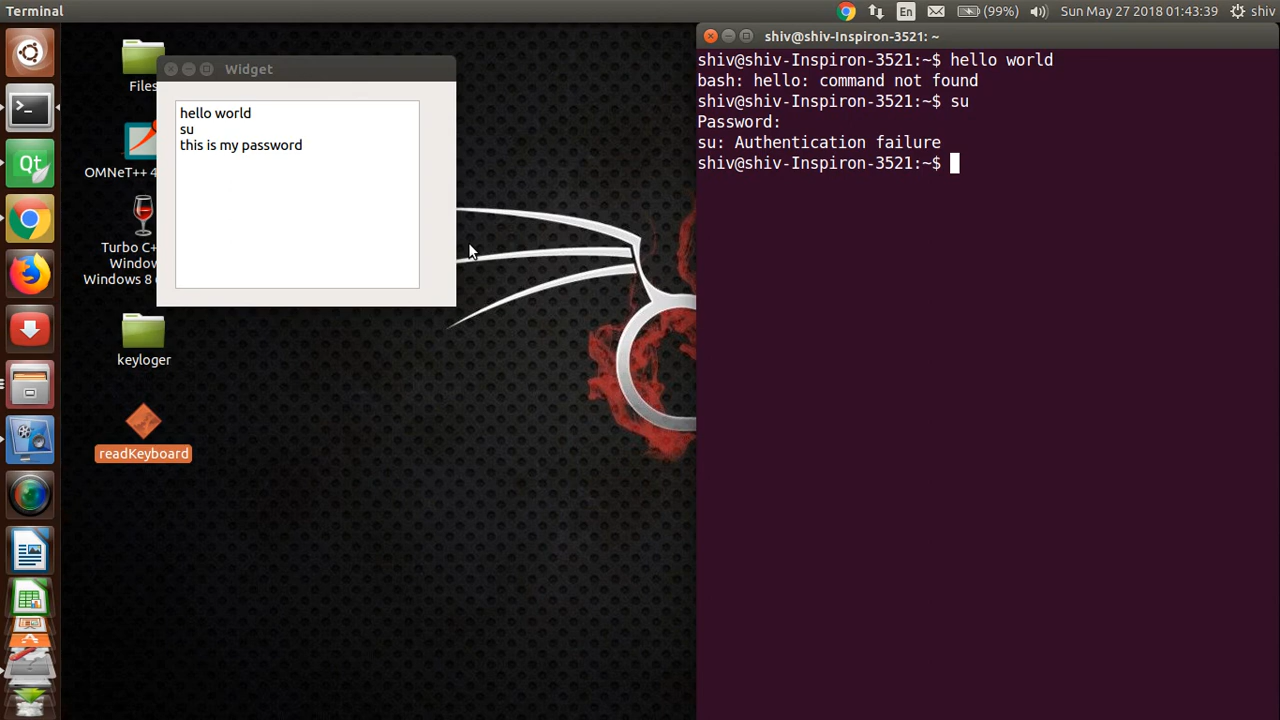 Terminal
En
(99%)
Sun May 27 2018 01:43:39
shiv
Files
OMNeT++ 4
Turbo C+
Window
Windows 8
keyloger
readKeyboard
Qt
Widget
hello world
su
this is my password
shiv@shiv-Inspiron-3521: ~
shiv@shiv-Inspiron-3521:~$ hello world
bash: hello: command not found
shiv@shiv-Inspiron-3521:~$ su
Password:
su: Authentication failure
shiv@shiv-Inspiron-3521:~$